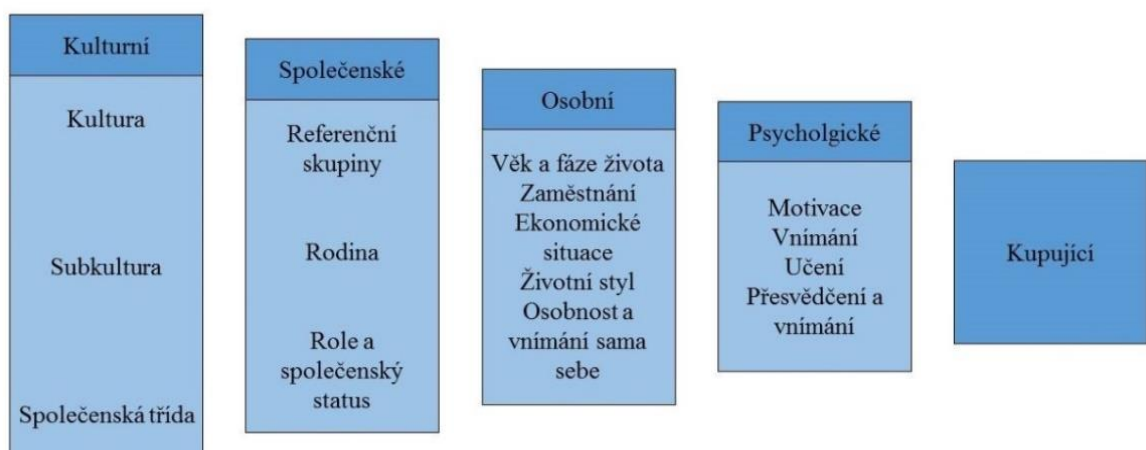 Kulturní
Kultura
Subkultura
Společenská třída
Společenské
Referenční
skupiny
Rodina
Role a
společenský
status
Osobní
Věk a fáze života
Zaměstnání
Ekonomické
situace
Životní styl
Osobnost a
vnímání sama
sebe
Psycholgické
Motivace
Vnímání
Učení
Přesvědčení a
vnímání
Kupující